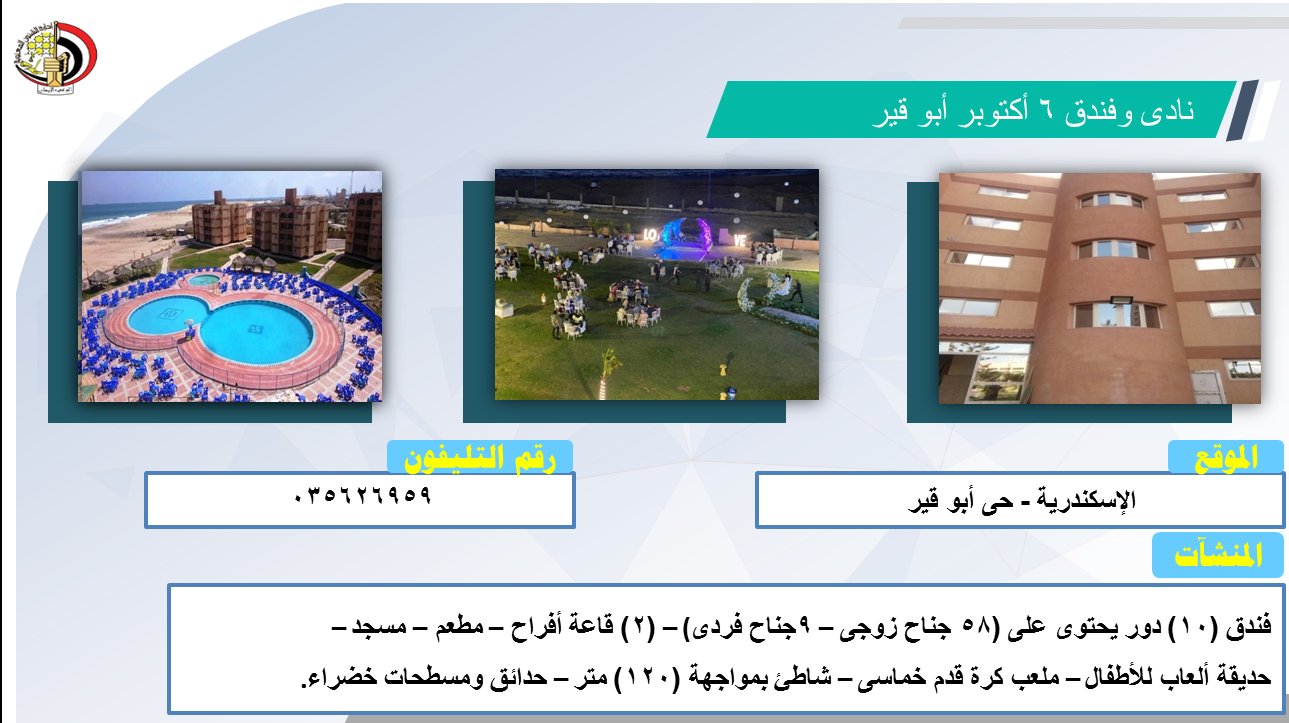 نادى وفندق ٦ أكتوبر أبو قير
LO VE
الموقع
الإسكندرية - حى أبو قير
رقم التليفون
٠٣٥٦٢٦٩٥٩
المنشآت
فندق (١٠) دور يحتوى على (٥٨ جناح زوجى – ٩جناح فردى) – (٢) قاعة أفراح – مطعم – مسجد –
حديقة ألعاب للأطفال – ملعب كرة قدم خماسى – شاطئ بمواجهة (١٢٠) متر – حدائق ومسطحات خضراء.